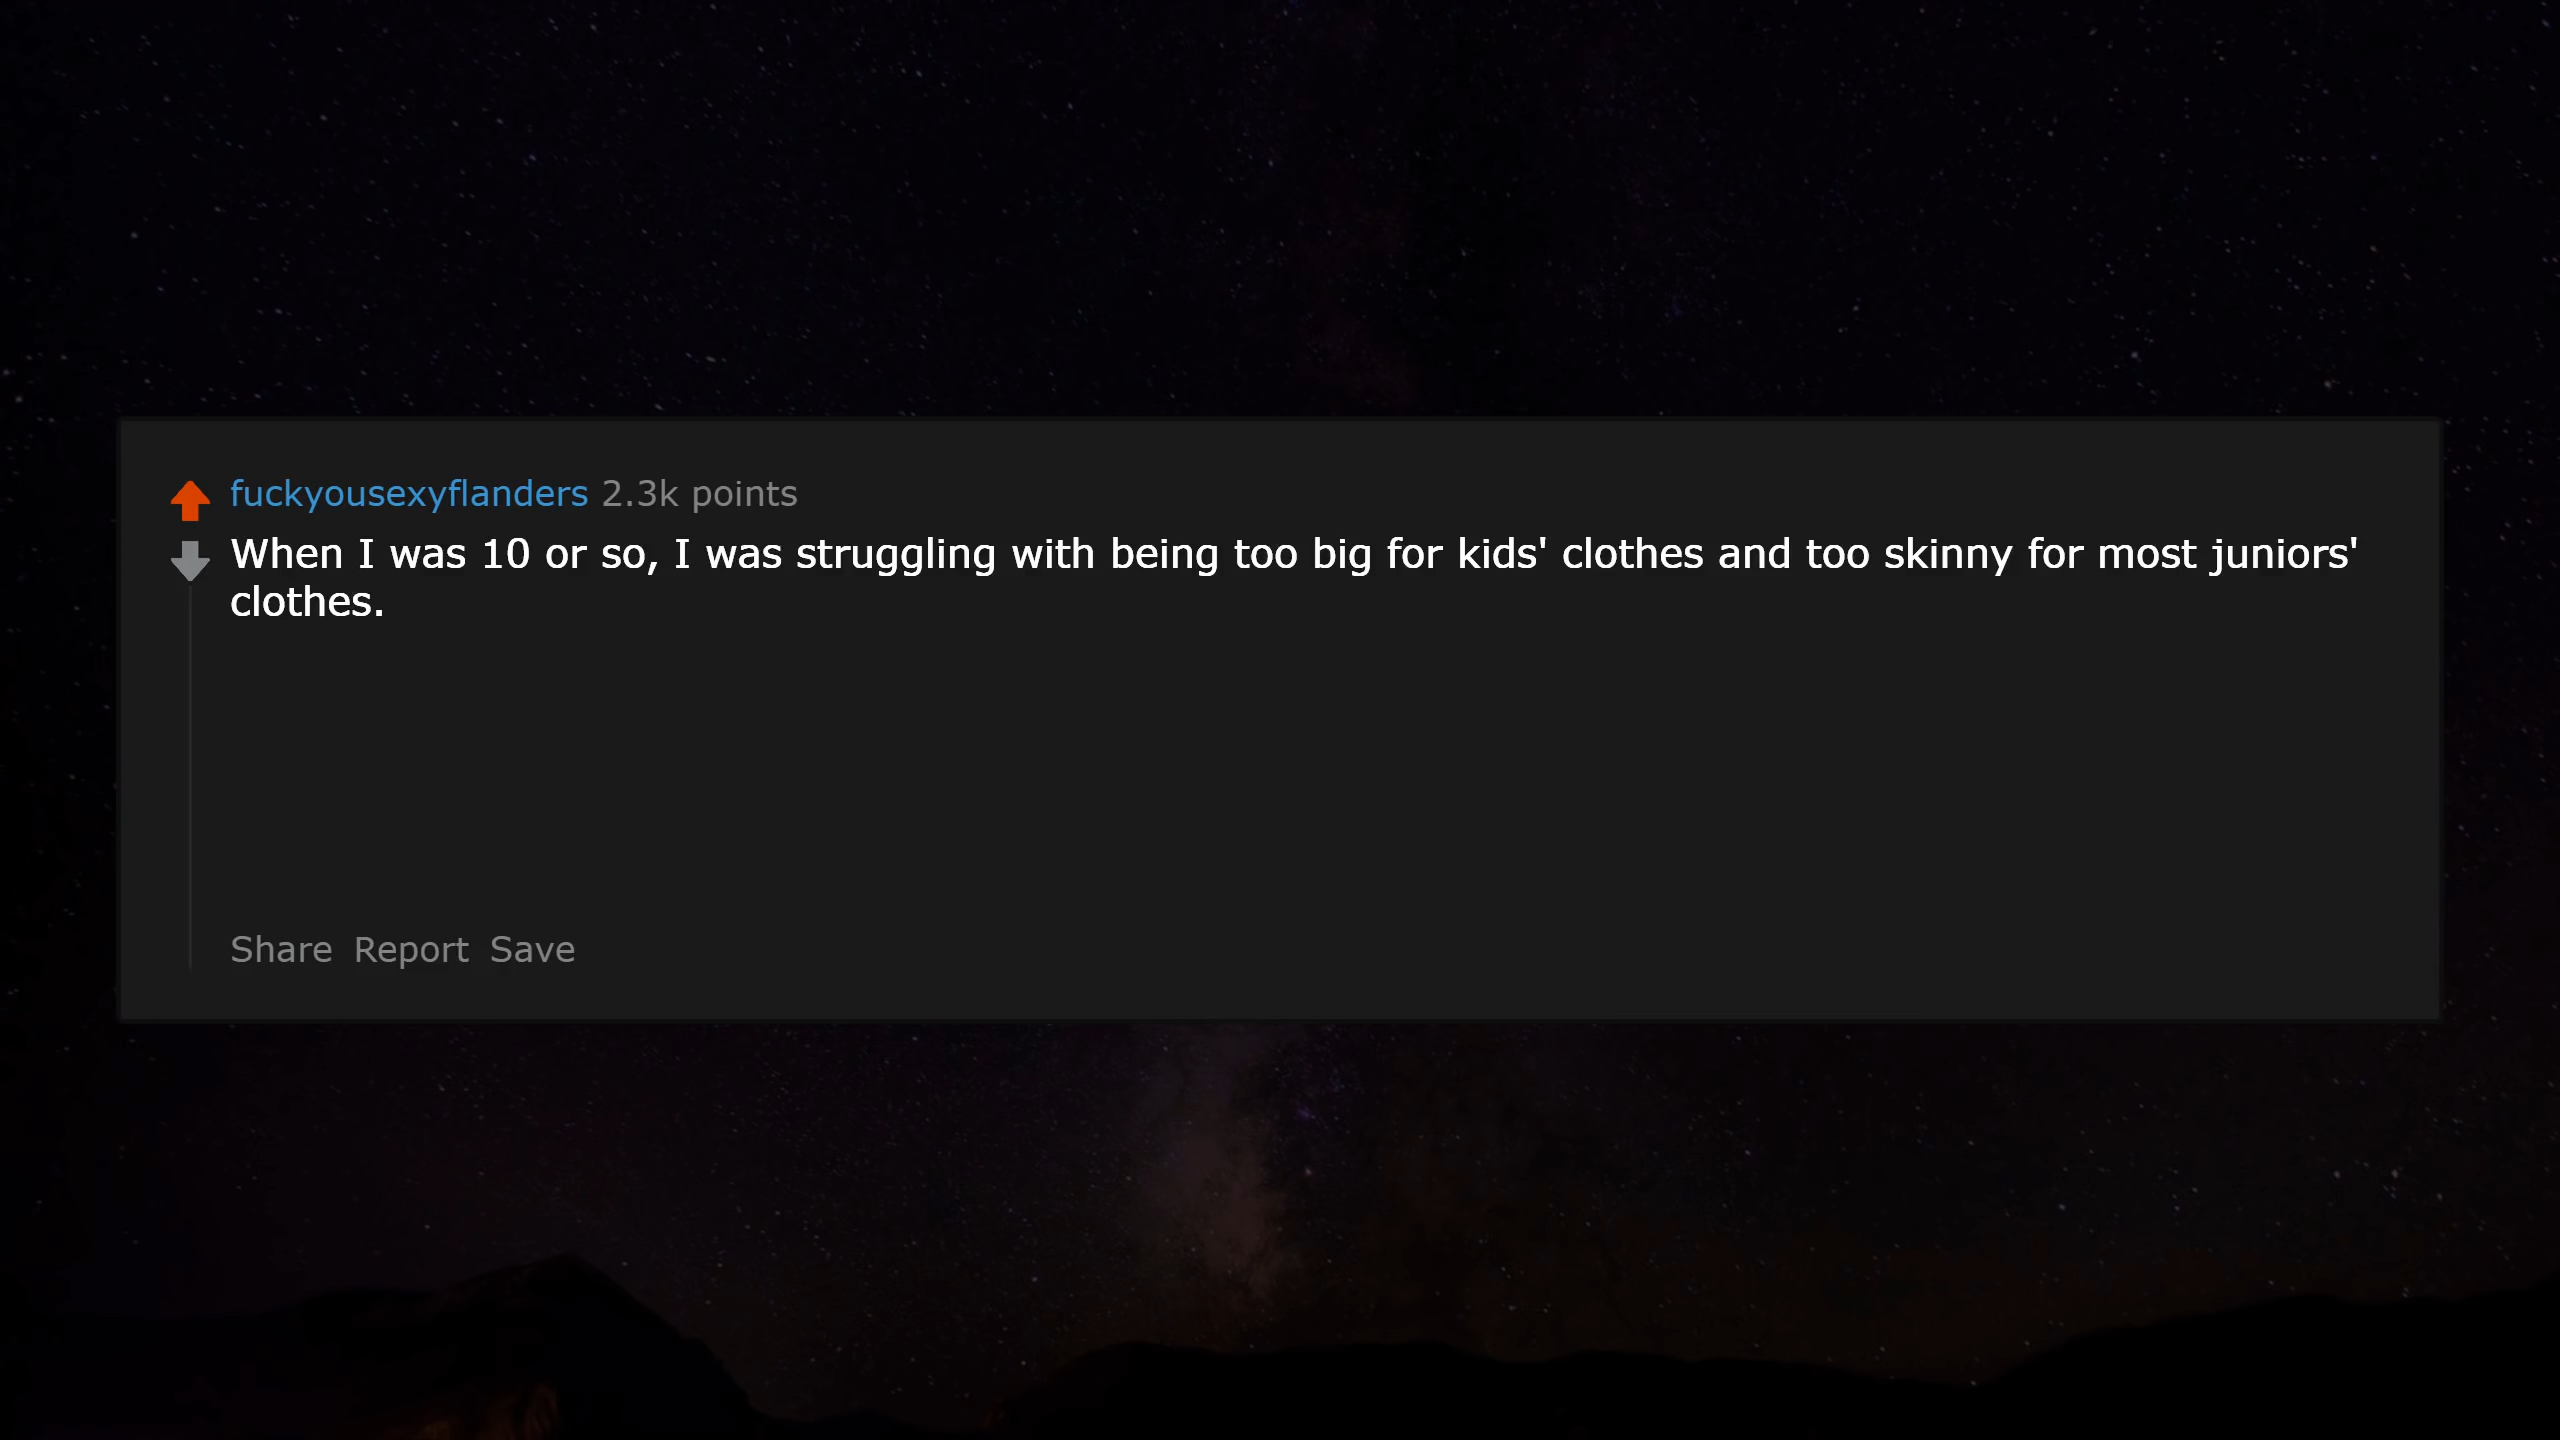 fuckyousexyflanders 2.3k points
When I was 10 or so, I was struggling with being too big for kids' clothes and too skinny for most juniors'
clothes.
Share Report Save